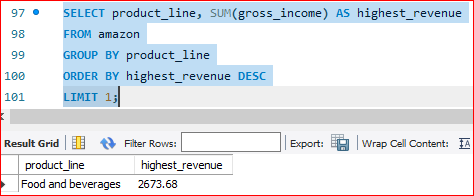 97 SELECT product_line, SUM(gross_income) AS highest_revenue
98 FROM amazon
99 GROUP BY product_line
100 ORDER BY highest_revenue DESC
101 LIMIT 1;
Result Grid Filter Rows: Export: Wrap Cell Content:
product_line highest_revenue
Food and beverages 2673.68